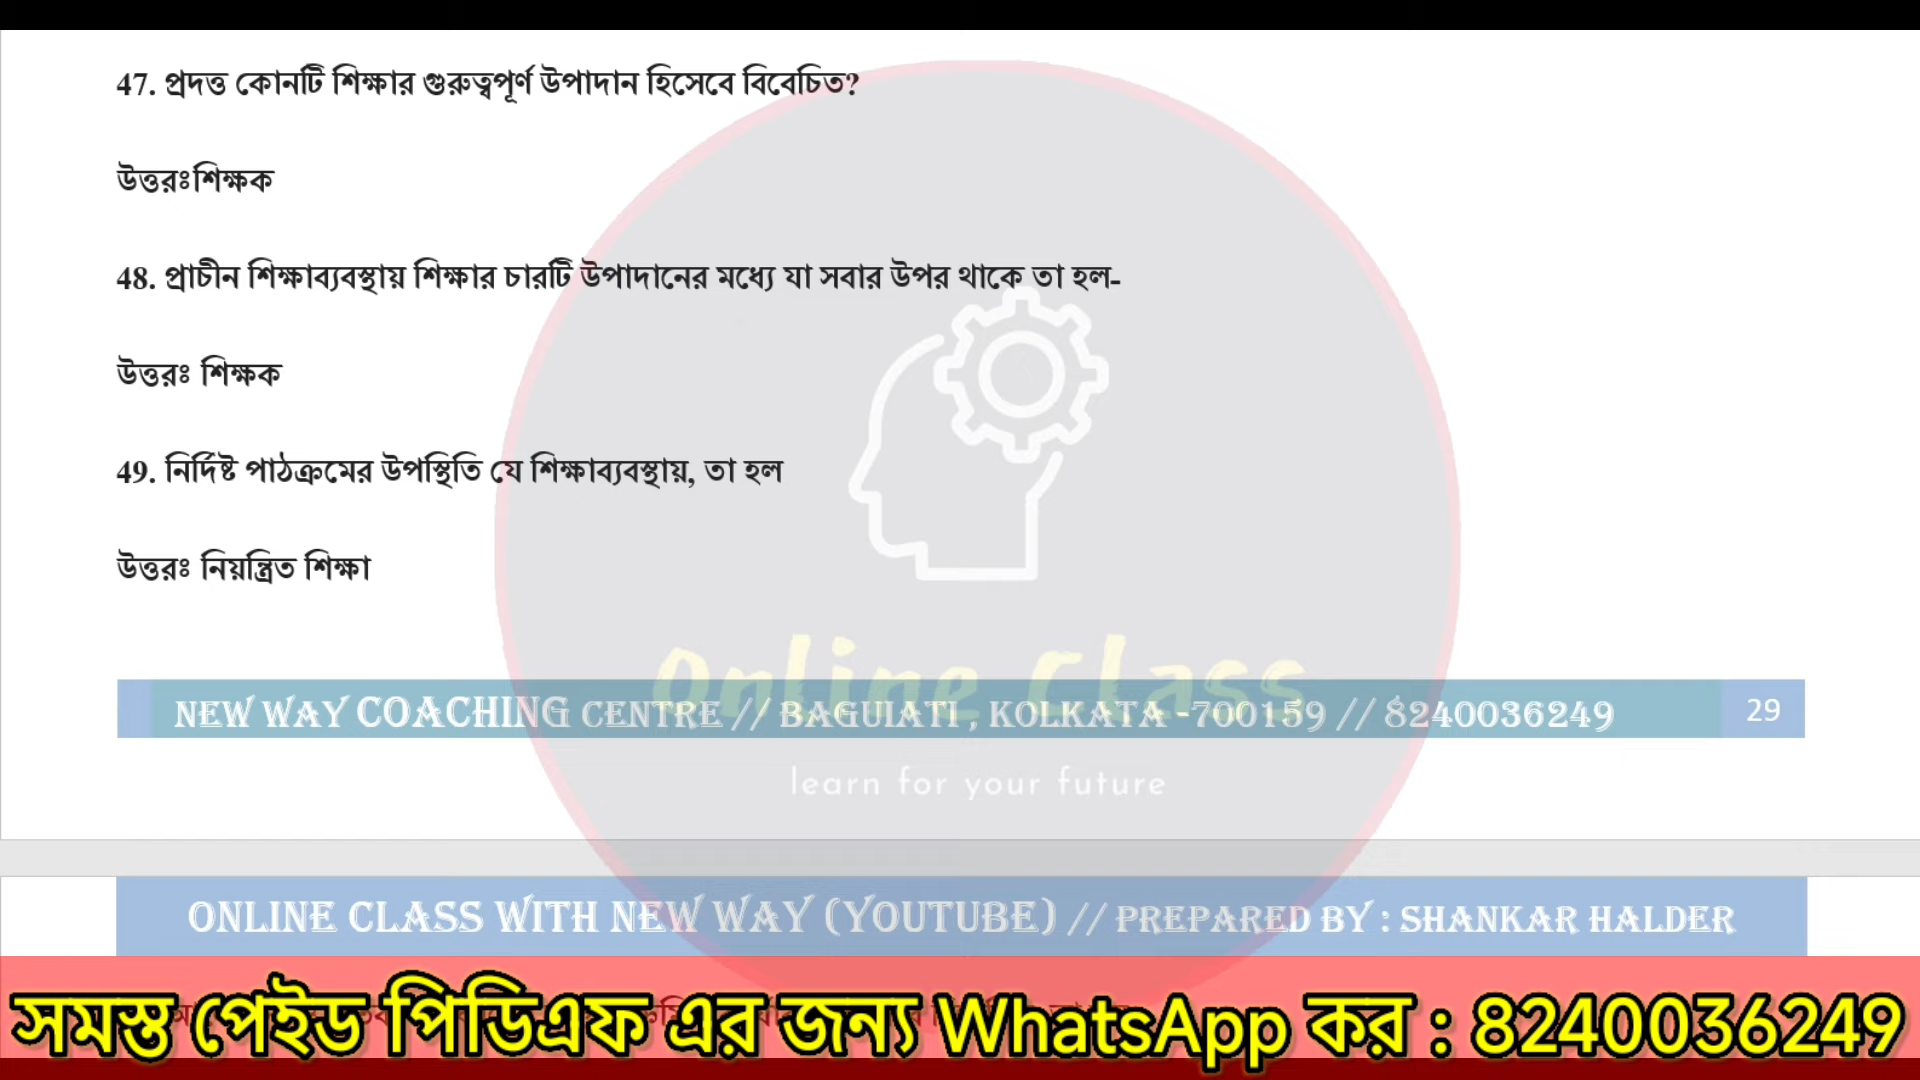 47. প্রদত্ত কোনটি শিক্ষার গুরুত্বপূর্ণ উপাদান হিসেবে বিবেচিত?
উত্তরঃশিক্ষক
48. প্রাচীন শিক্ষাব্যবস্থায় শিক্ষার চারটি উপাদানের মধ্যে যা সবার উপর থাকে তা হল-
উত্তরঃ শিক্ষক
49. নির্দিষ্ট পাঠক্রমের উপস্থিতি যে শিক্ষাব্যবস্থায়, তা হল
উত্তরঃ নিয়ন্ত্রিত শিক্ষা
Online Class
NEW WAY COACHING CENTRE // BAGUIATI , KOLKATA -700159 // 8240036249 29
learn for your future
ONLINE CLASS WITH NEW WAY (YOUTUBE) // PREPARED BY : SHANKAR HALDER
সমস্ত পেইড পিডিএফ এর জন্য WhatsApp কর : 8240036249